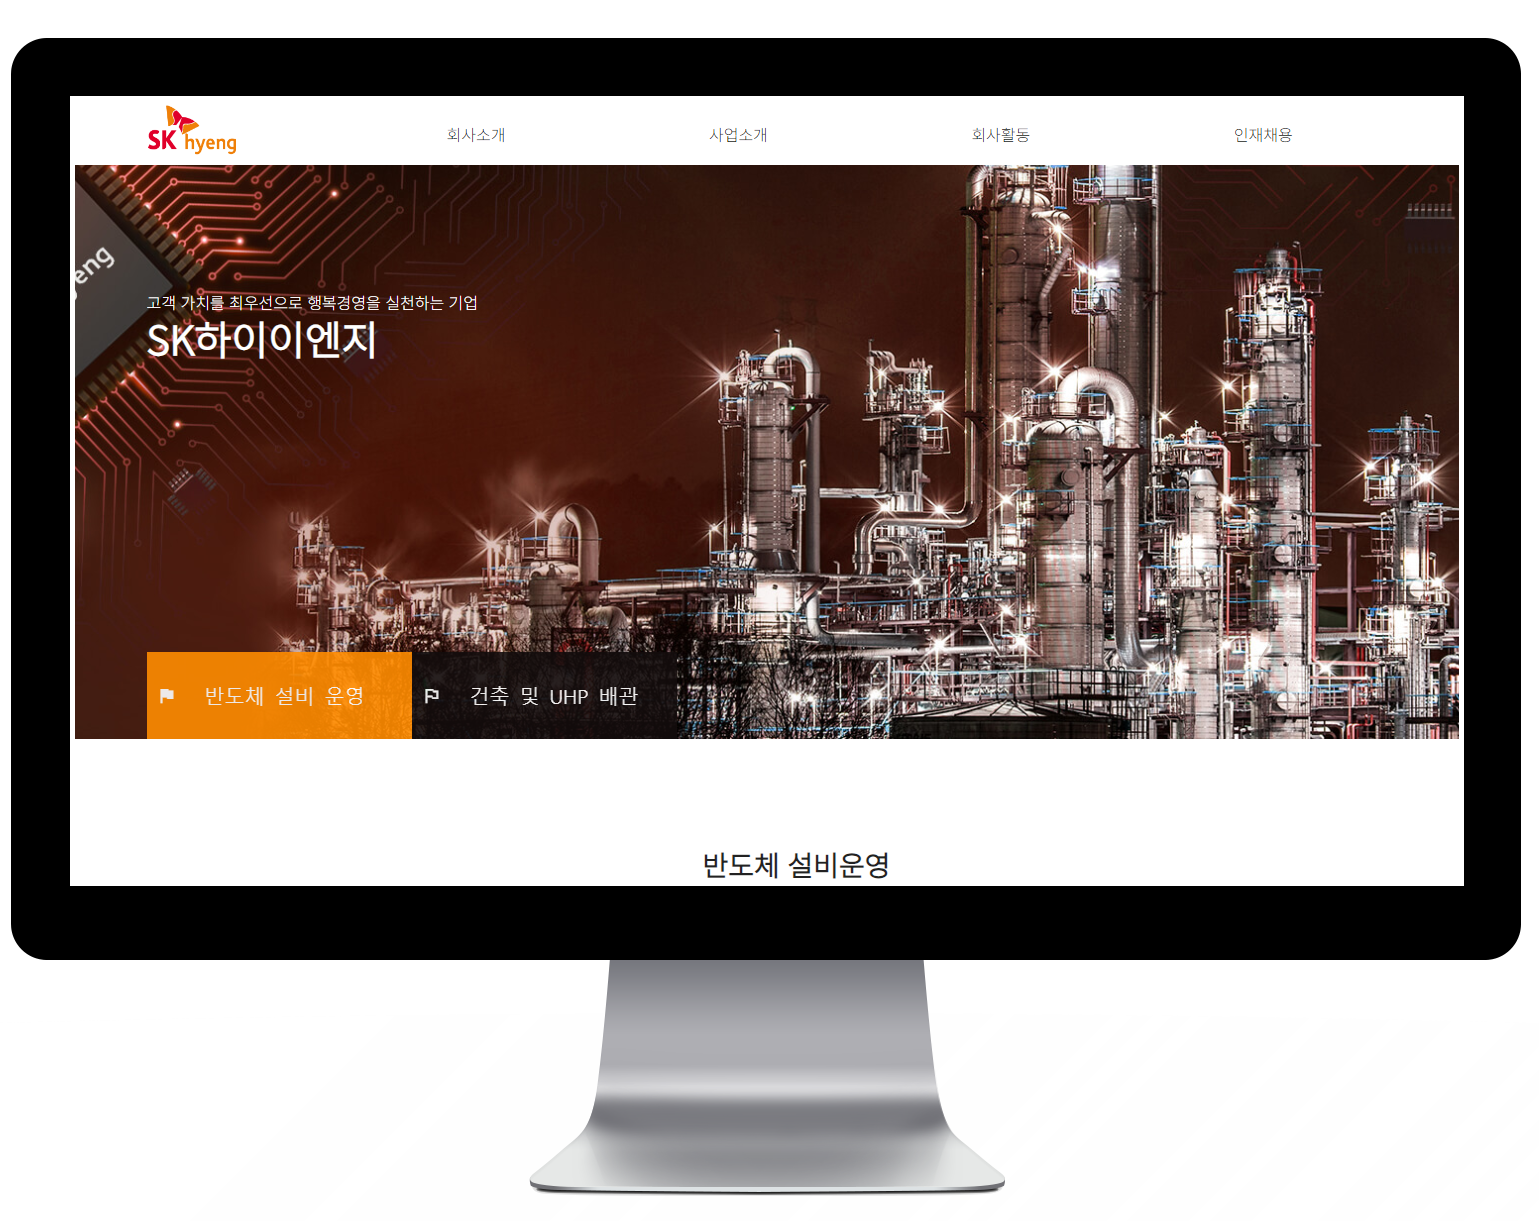 SK hyeng
회사소개
사업소개
회사활동
인재채용
고객 가치를 최우선으로 행복경영을 실천하는 기업
SK하이이엔지
반도체 설비 운영
건축 및 UHP 배관
반도체 설비운영